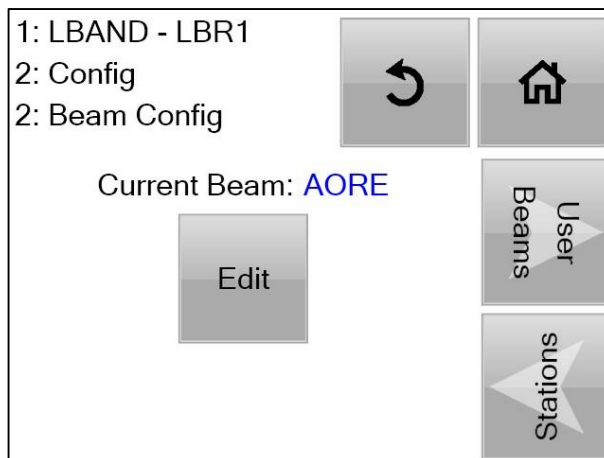 1: LBAND - LBR1
2: Config
2: Beam Config
Current Beam: AORE
Edit
User
Beams
Stations